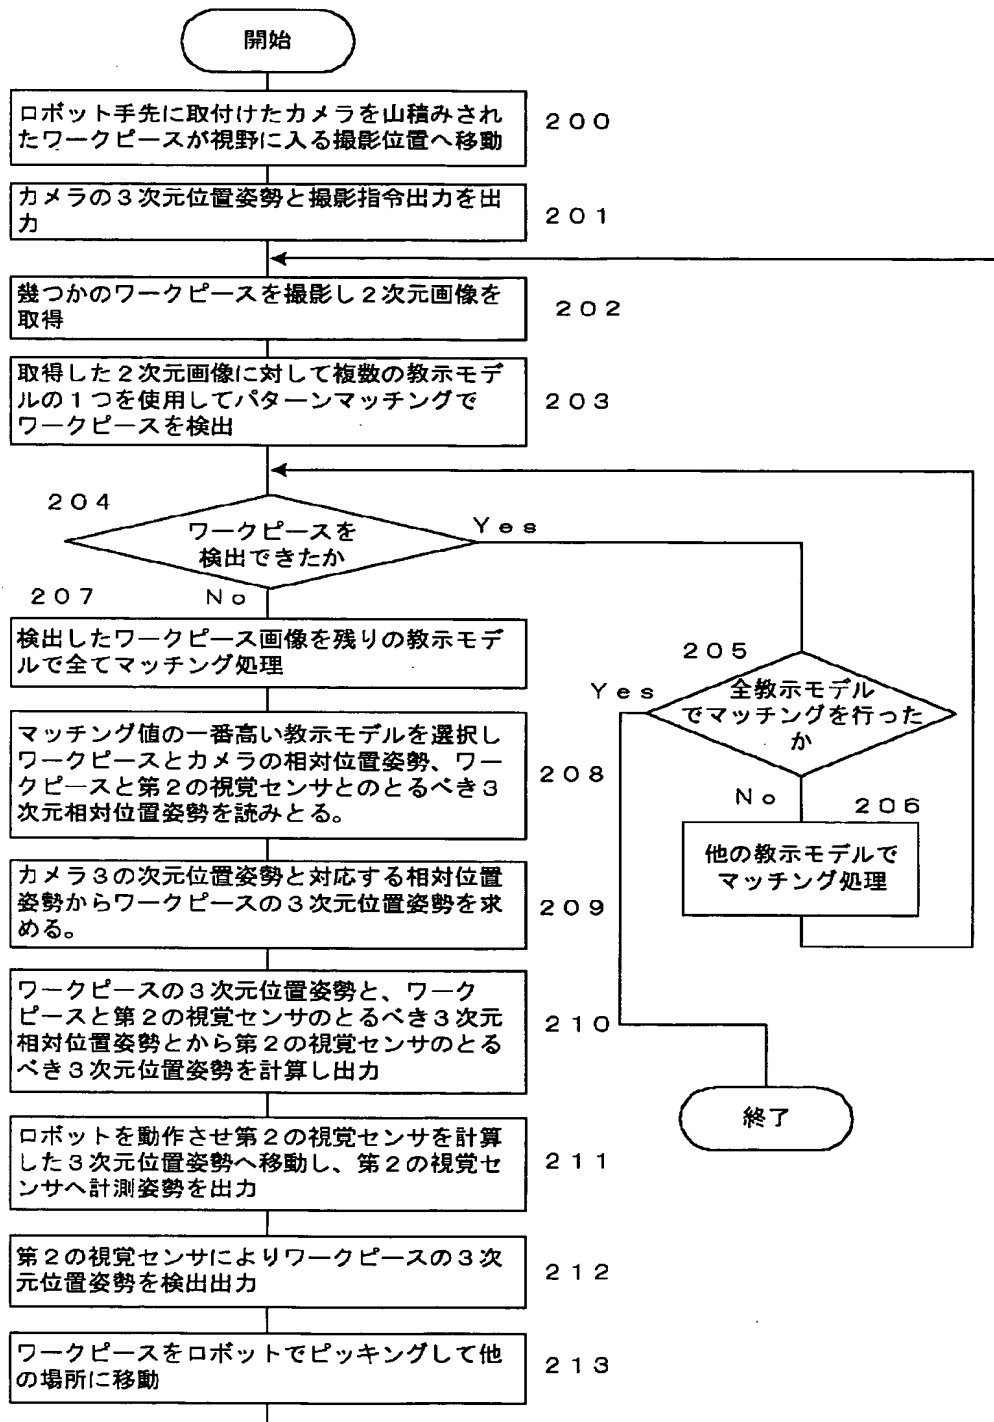 開始
ロボット手先に取付けたカメラを山積みされ
たワークピースが視野に入る撮影位置へ移動
200
カメラの3次元位置姿勢と撮影指令出力を出
力
201
幾つかのワークピースを撮影し2次元画像を
取得
202
取得した2次元画像に対して複数の教示モデ
ルの1つを使用してパターンマッチングで
ワークピースを検出
203
204
ワークピースを
検出できたか
Yes
207
No
検出したワークピース画像を残りの教示モデ
ルで全てマッチング処理
205
Yes
全教示モデル
でマッチングを行った
か
No
206
他の教示モデルで
マッチング処理
マッチング値の一番高い教示モデルを選択し
ワークピースとカメラの相対位置姿勢、ワー
クピースと第2の視覚センサとのとるべき3
次元相対位置姿勢を読みとる。
208
カメラ3の次元位置姿勢と対応する相対位置
姿勢からワークピースの3次元位置姿勢を求
める。
209
ワークピースの3次元位置姿勢と、ワーク
ピースと第2の視覚センサのとるべき3次元
相対位置姿勢とから第2の視覚センサのとる
べき3次元位置姿勢を計算し出力
210
終了
ロボットを動作させ第2の視覚センサを計算
した3次元位置姿勢へ移動し、第2の視覚セ
ンサへ計測姿勢を出力
211
第2の視覚センサによりワークピースの3次
元位置姿勢を検出出力
212
ワークピースをロボットでピッキングして他
の場所に移動
213